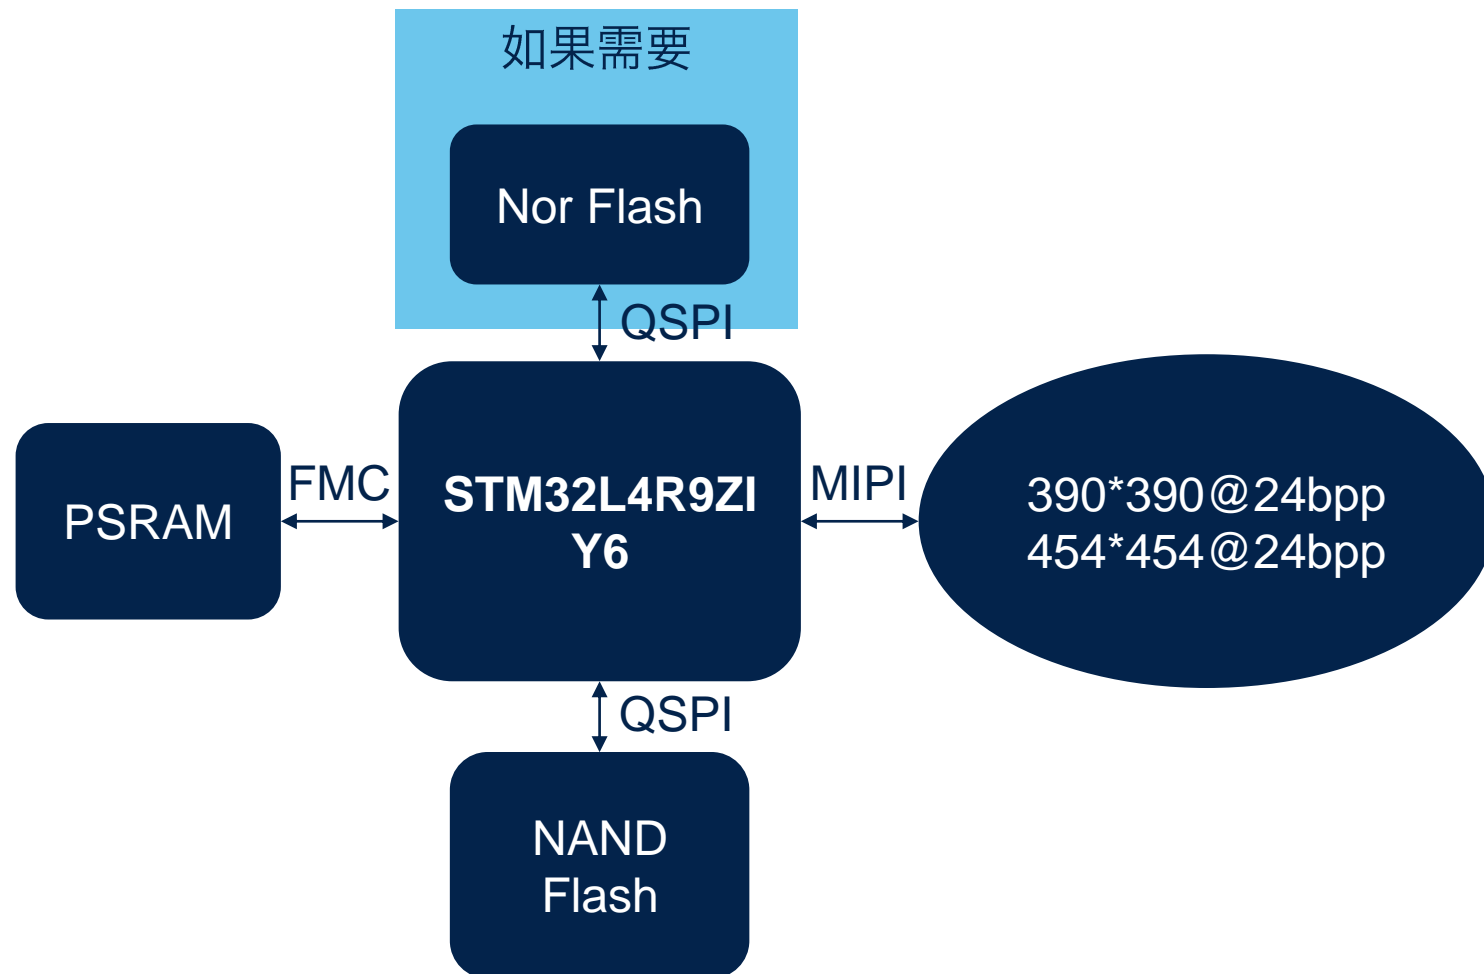 如果需要
Nor Flash
QSPI
PSRAM
FMC
STM32L4R9ZI
Y6
MIPI
390*390@24bpp
454*454@24bpp
QSPI
NAND
Flash